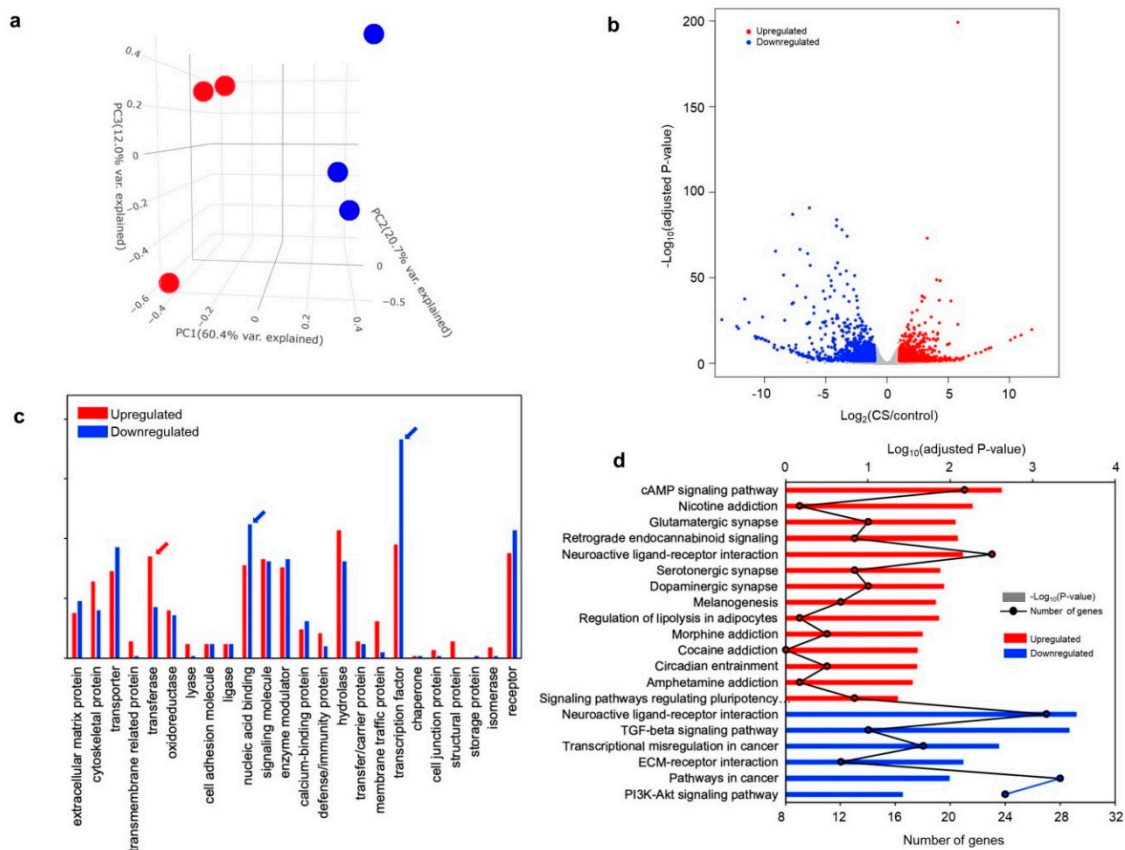 a
0.4
0.2
0
−0.2
−0.4
−0.6
PC3(12.0% var. explained)
−0.4
−0.2
0
0.2
0.4
PC1(60.4% var. explained)
PC2(20.7% var. explained)
0
−0.5
b
Upregulated
Downregulated
200
150
100
50
0
-Log10(adjusted P-value)
-10
-5
0
5
10
Log2(CS/control)
c
Upregulated
Downregulated
extracellular matrix protein
cytoskeletal protein
transporter
transmembrane related protein
transferase
oxidoreductase
lyase
cell adhesion molecule
ligase
nucleic acid binding
signaling molecule
enzyme modulator
calcium-binding protein
defense/immunity protein
hydrolase
transfer/carrier protein
membrane traffic protein
transcription factor
chaperone
cell junction protein
structural protein
storage protein
isomerase
receptor
d
Log10(adjusted P-value)
0 1 2 3 4
cAMP signaling pathway
Nicotine addiction
Glutamatergic synapse
Retrograde endocannabinoid signaling
Neuroactive ligand-receptor interaction
Serotonergic synapse
Dopaminergic synapse
Melanogenesis
Regulation of lipolysis in adipocytes
Morphine addiction
Cocaine addiction
Circadian entrainment
Amphetamine addiction
Signaling pathways regulating pluripotency...
Neuroactive ligand-receptor interaction
TGF-beta signaling pathway
Transcriptional misregulation in cancer
ECM-receptor interaction
Pathways in cancer
PI3K-Akt signaling pathway
-Log10(P-value)
Number of genes
Upregulated
Downregulated
8 12 16 20 24 28 32
Number of genes